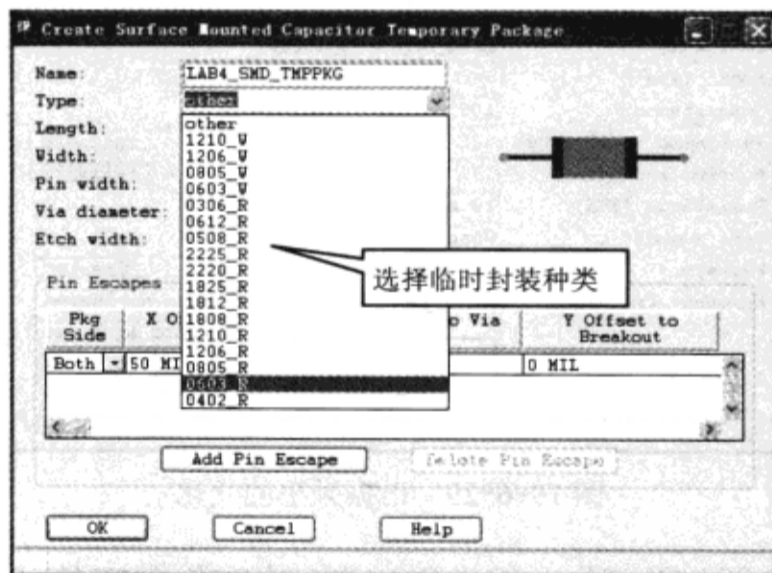 Create Surface Mounted Capacitor Temporary Package
Name: LAB4_SMD_TMPPKG
Type: other
Length:
Width:
Pin width:
Via diameter:
Etch width:
other
1210_W
1206_W
0805_W
0603_W
0306_R
0612_R
0508_R
2225_R
2220_R
1825_R
1812_R
1808_R
1210_R
1206_R
0805_R
0603_R
0402_R
选择临时封装种类
Pin Escapes
Pkg Side
X O
o Via
Y Offset to Breakout
Both 50 MI 0 MIL
Add Pin Escape Delete Pin Escape
OK Cancel Help